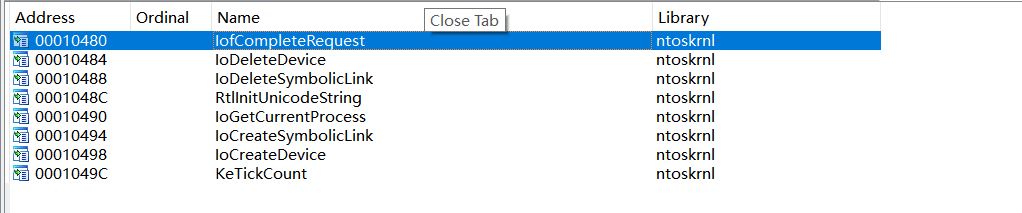 Address Ordinal Name Close Tab Library
00010480 IofCompleteRequest ntoskrnl
00010484 IoDeleteDevice ntoskrnl
00010488 IoDeleteSymbolicLink ntoskrnl
0001048C RtlInitUnicodeString ntoskrnl
00010490 IoGetCurrentProcess ntoskrnl
00010494 IoCreateSymbolicLink ntoskrnl
00010498 IoCreateDevice ntoskrnl
0001049C KeTickCount ntoskrnl